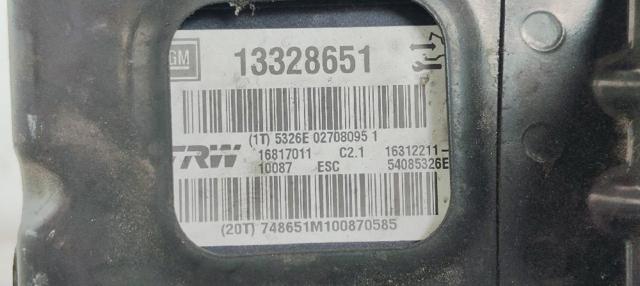 GM 13328651
(1T) 5326E 02708095 1
TRW 16817011 C2.1 16312211-
10087 ESC 54085326E
(20T) 748651M100870585